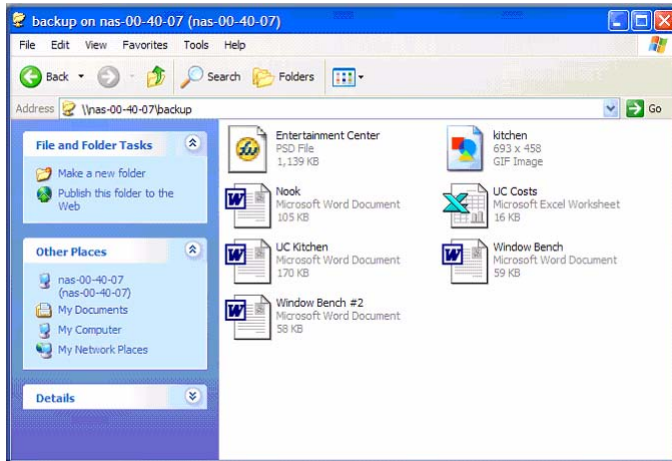 backup on nas-00-40-07 (nas-00-40-07)
File Edit View Favorites Tools Help
Back Search Folders
Address \\nas-00-40-07\backup Go
File and Folder Tasks
Make a new folder
Publish this folder to the
Web
Other Places
nas-00-40-07
(nas-00-40-07)
My Documents
My Computer
My Network Places
Details
Entertainment Center
PSD File
1,139 KB
kitchen
693 x 458
GIF Image
Nook
Microsoft Word Document
105 KB
UC Costs
Microsoft Excel Worksheet
16 KB
UC Kitchen
Microsoft Word Document
170 KB
Window Bench
Microsoft Word Document
59 KB
Window Bench #2
Microsoft Word Document
58 KB